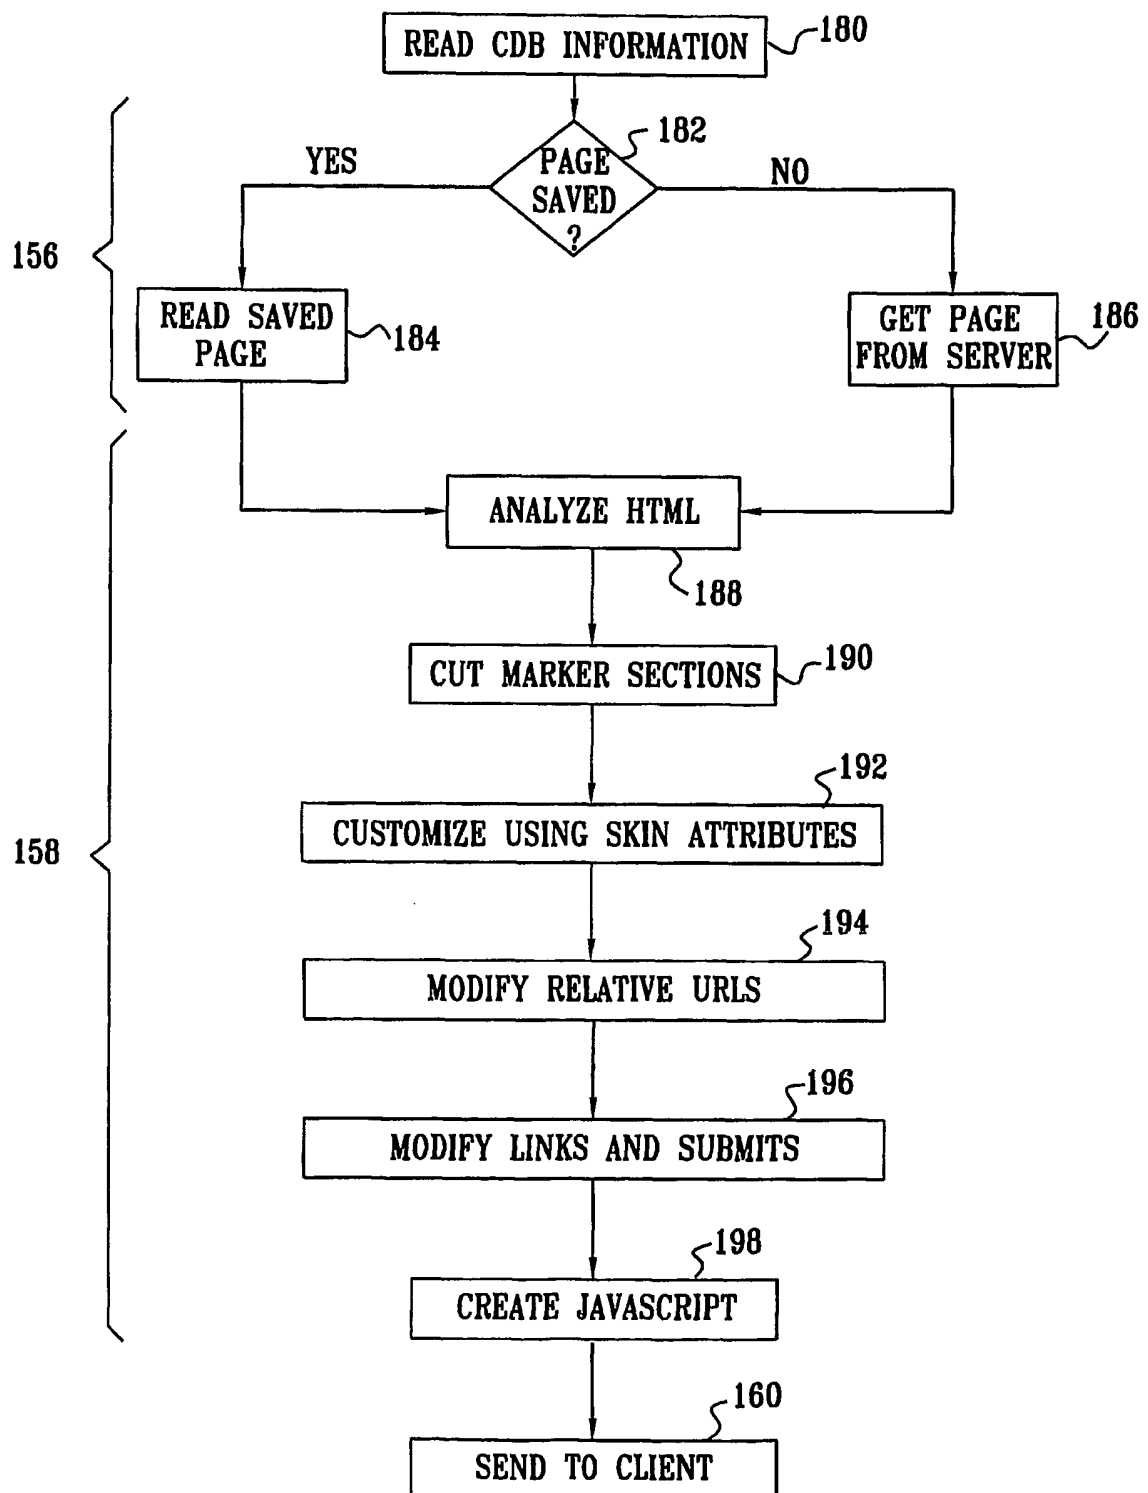 READ CDB INFORMATION
180
182
PAGE
SAVED
?
YES
NO
156
READ SAVED
PAGE
184
GET PAGE
FROM SERVER
186
ANALYZE HTML
188
CUT MARKER SECTIONS
190
192
CUSTOMIZE USING SKIN ATTRIBUTES
158
194
MODIFY RELATIVE URLS
196
MODIFY LINKS AND SUBMITS
198
CREATE JAVASCRIPT
160
SEND TO CLIENT